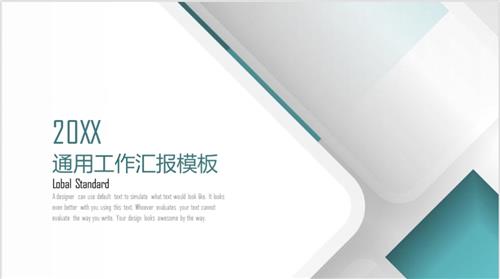 20XX
通用工作汇报模板
Lobal Standard
A designer can use default text to simulate what text would look like. It looks
even better with you using this text. Whoever evaluates your text cannot
evaluate the way you write. Your design looks awesome by the way.